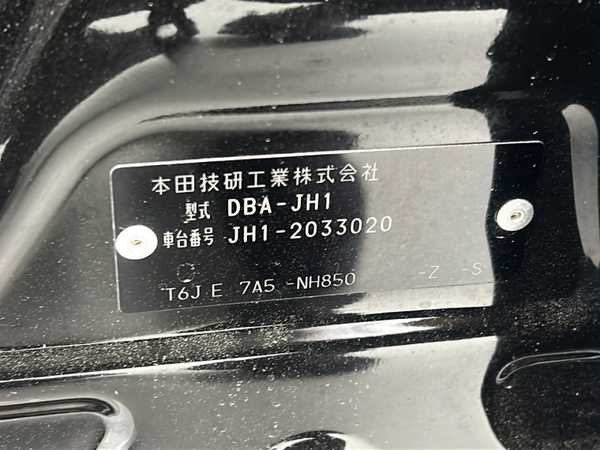 本田技研工業株式会社
型式 DBA-JH1
車台番号 JH1-2033020
T6J E 7A5 -NH850 -Z -S